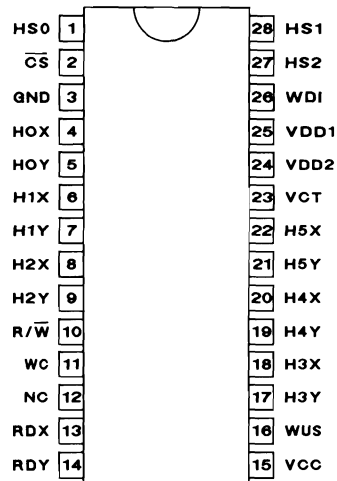 HS0 1 28 HS1
C̅S̅ 2 27 HS2
GND 3 26 WDI
H0X 4 25 VDD1
H0Y 5 24 VDD2
H1X 6 23 VCT
H1Y 7 22 H5X
H2X 8 21 H5Y
H2Y 9 20 H4X
R/W̅ 10 19 H4Y
WC 11 18 H3X
NC 12 17 H3Y
RDX 13 16 WUS
RDY 14 15 VCC